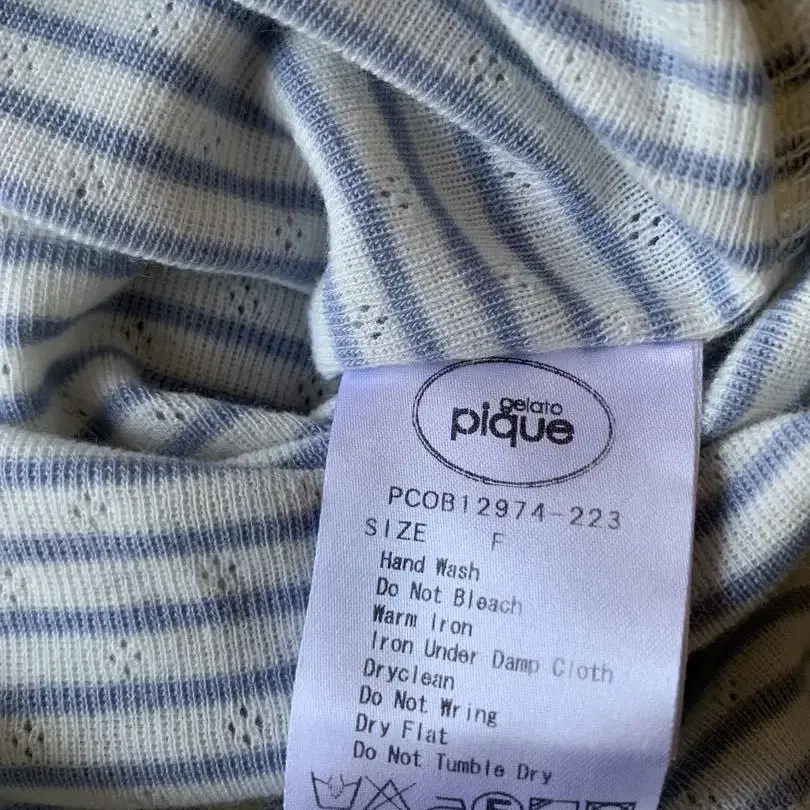 gelato
pique
PCOB12974-223
SIZE F
Hand Wash
Do Not Bleach
Warm Iron
Iron Under Damp Cloth
Dryclean
Do Not Wring
Dry Flat
Do Not Tumble Dry